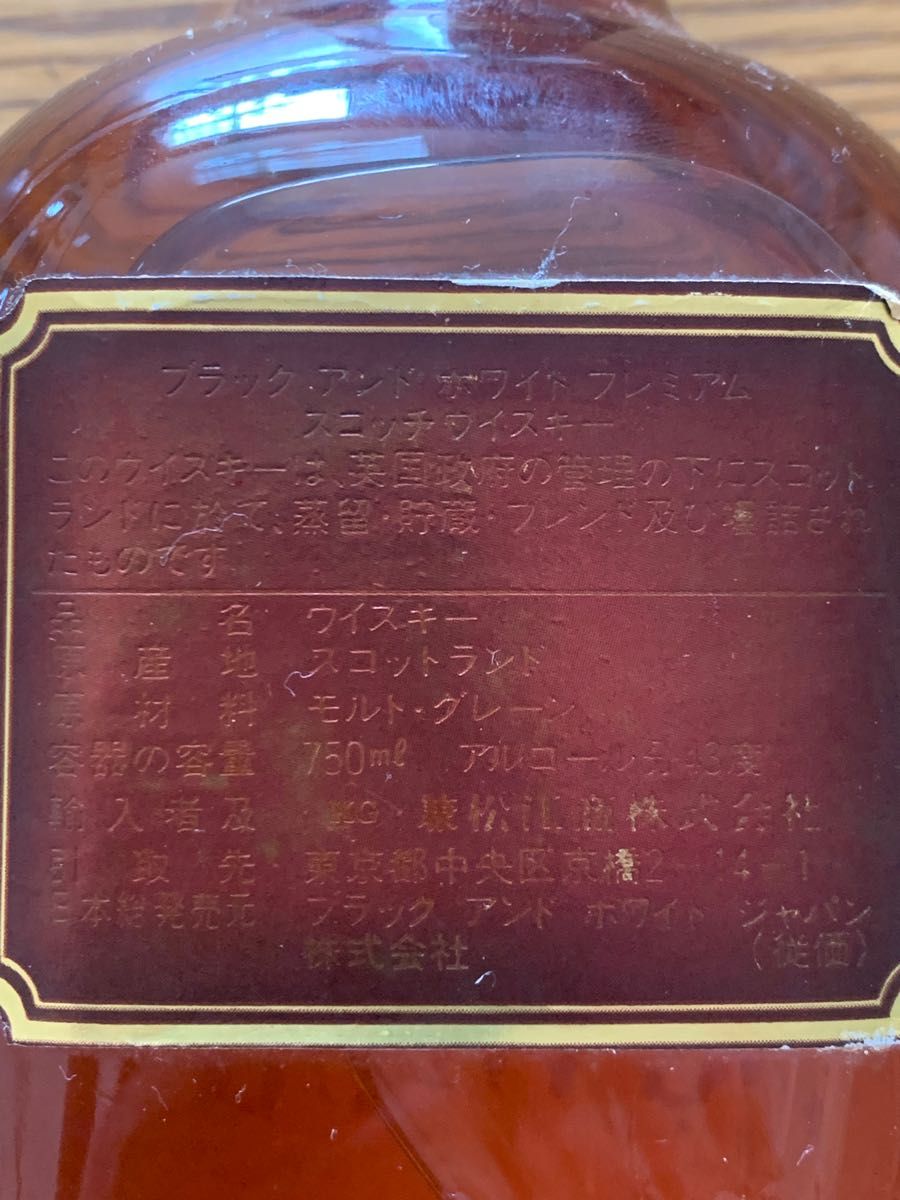 ブラック・アンド ホワイト プレミアム
スコッチウイスキー
このウイスキーは、英国政府の管理の下にスコット
ランドに於て、蒸留・貯蔵・ブレンド及び壜詰され
たものです
品名 ウイスキー
原産地 スコットランド
原材料 モルト・グレーン
容器の容量 750ml アルコール分43度
輸入者及 兼松江商株式会社
引取先 東京都中央区京橋2-14-1
日本総発売元 ブラック アンド ホワイト ジャパン
株式会社 (従価)